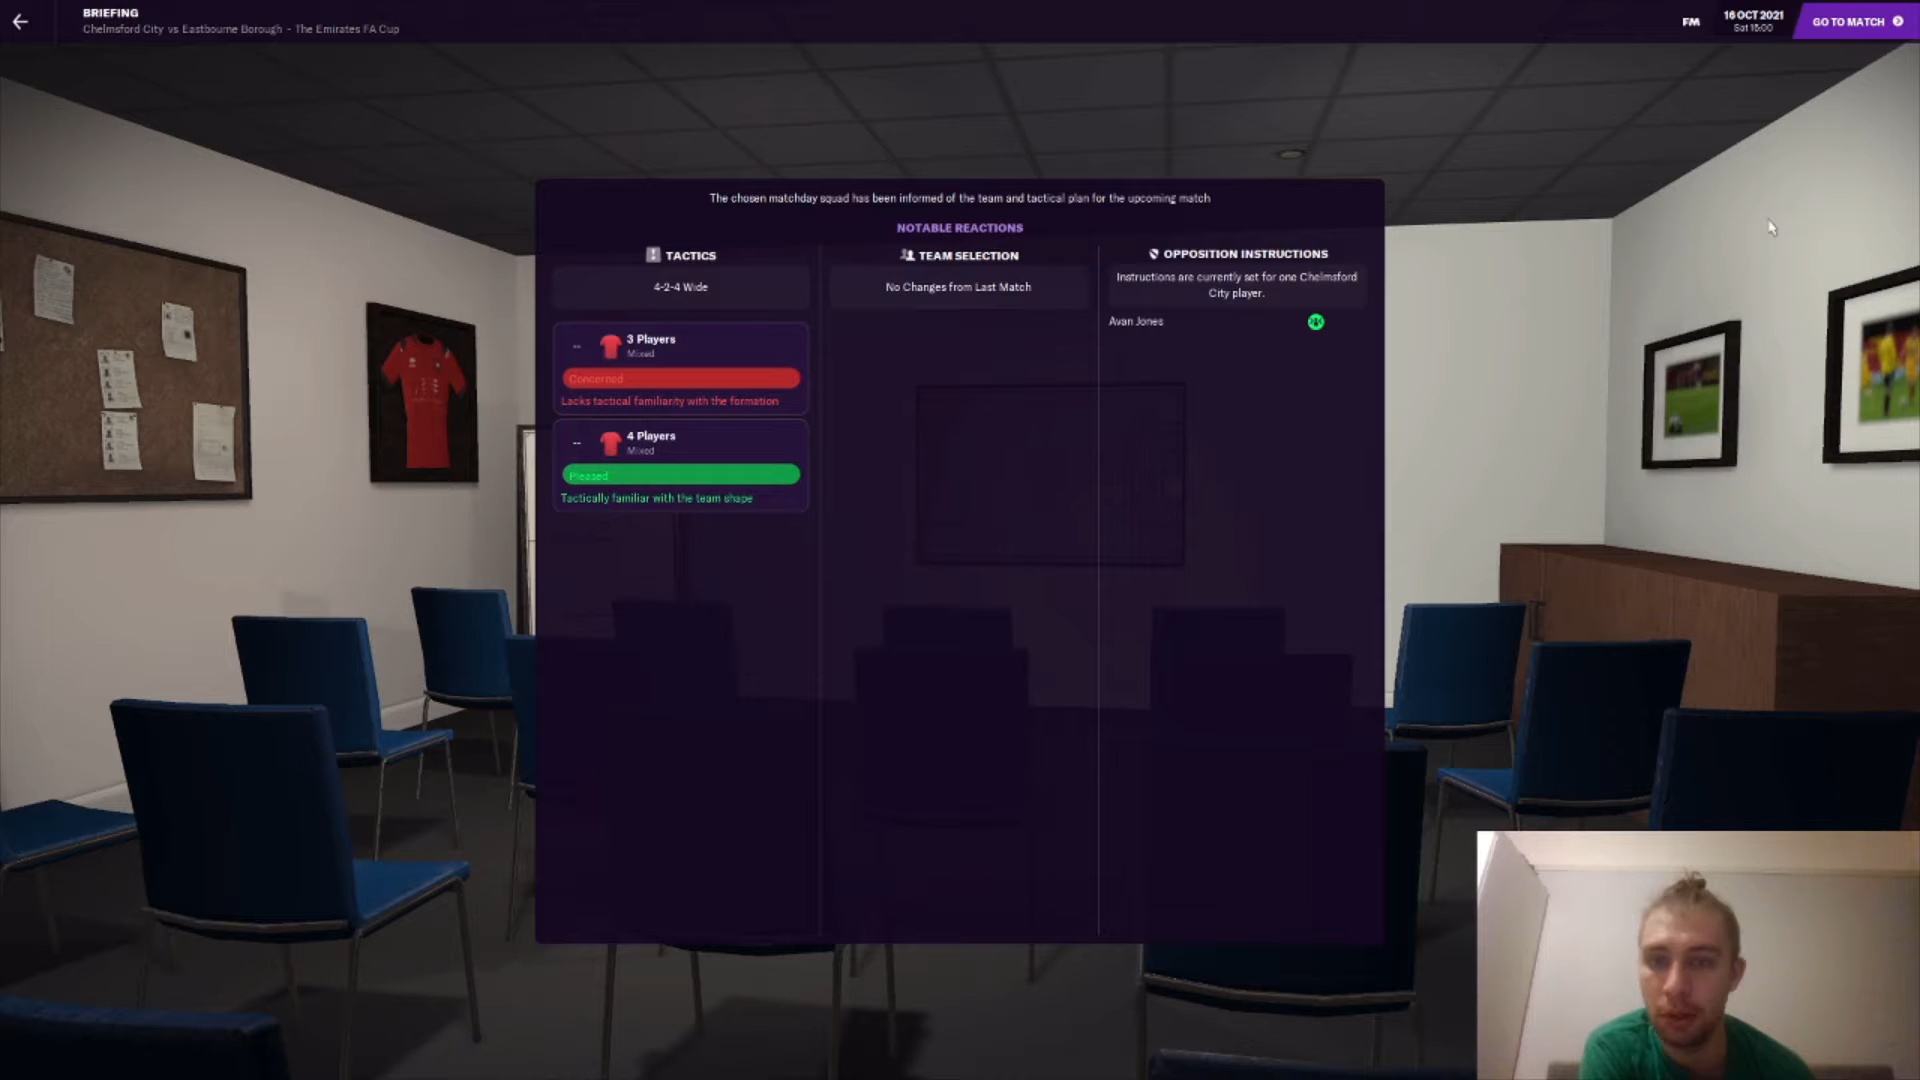 BRIEFING
Chelmsford City vs Eastbourne Borough - The Emirates FA Cup
FM
16 OCT 2021
Sat 15:00
GO TO MATCH
The chosen matchday squad has been informed of the team and tactical plan for the upcoming match
NOTABLE REACTIONS
TACTICS
4-2-4 Wide
-- 3 Players
Mixed
Concerned
Lacks tactical familiarity with the formation
-- 4 Players
Mixed
Pleased
Tactically familiar with the team shape
TEAM SELECTION
No Changes from Last Match
OPPOSITION INSTRUCTIONS
Instructions are currently set for one Chelmsford
City player.
Avan Jones